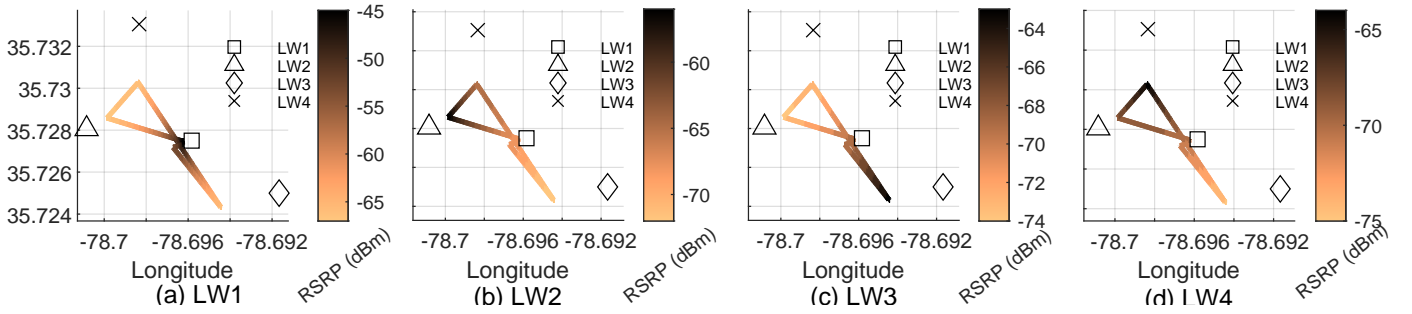 35.732
35.73
35.728
35.726
35.724
-78.7
-78.696
-78.692
Longitude
LW1
LW2
LW3
LW4
-45
-50
-55
-60
-65
RSRP (dBm)
(a) LW1
-78.7
-78.696
-78.692
Longitude
LW1
LW2
LW3
LW4
-60
-65
-70
RSRP (dBm)
(b) LW2
-78.7
-78.696
-78.692
Longitude
LW1
LW2
LW3
LW4
-64
-66
-68
-70
-72
-74
RSRP (dBm)
(c) LW3
-78.7
-78.696
-78.692
Longitude
LW1
LW2
LW3
LW4
-65
-70
-75
RSRP (dBm)
(d) LW4